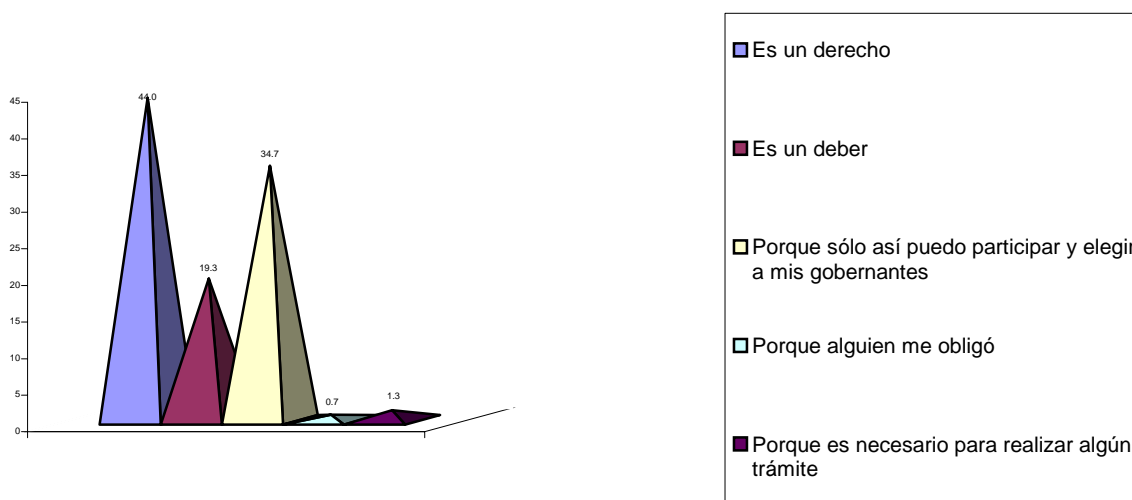 45
40
35
30
25
20
15
10
5
0
44.0
19.3
34.7
0.7
1.3
Es un derecho
Es un deber
Porque sólo así puedo participar y elegir
a mis gobernantes
Porque alguien me obligó
Porque es necesario para realizar algún
trámite